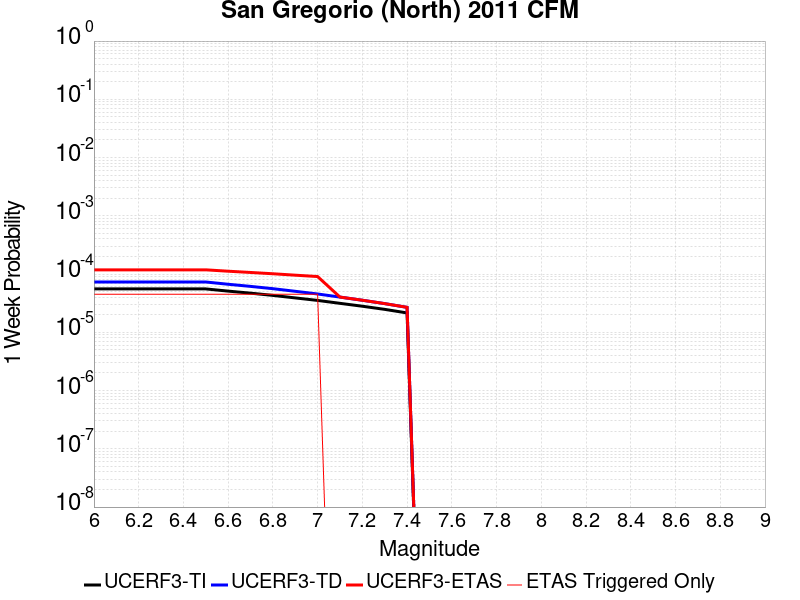 San Gregorio (North) 2011 CFM
10^0
10^-1
10^-2
10^-3
10^-4
10^-5
10^-6
10^-7
10^-8
1 Week Probability
6 6.2 6.4 6.6 6.8 7 7.2 7.4 7.6 7.8 8 8.2 8.4 8.6 8.8 9
Magnitude
UCERF3-TI UCERF3-TD UCERF3-ETAS ETAS Triggered Only